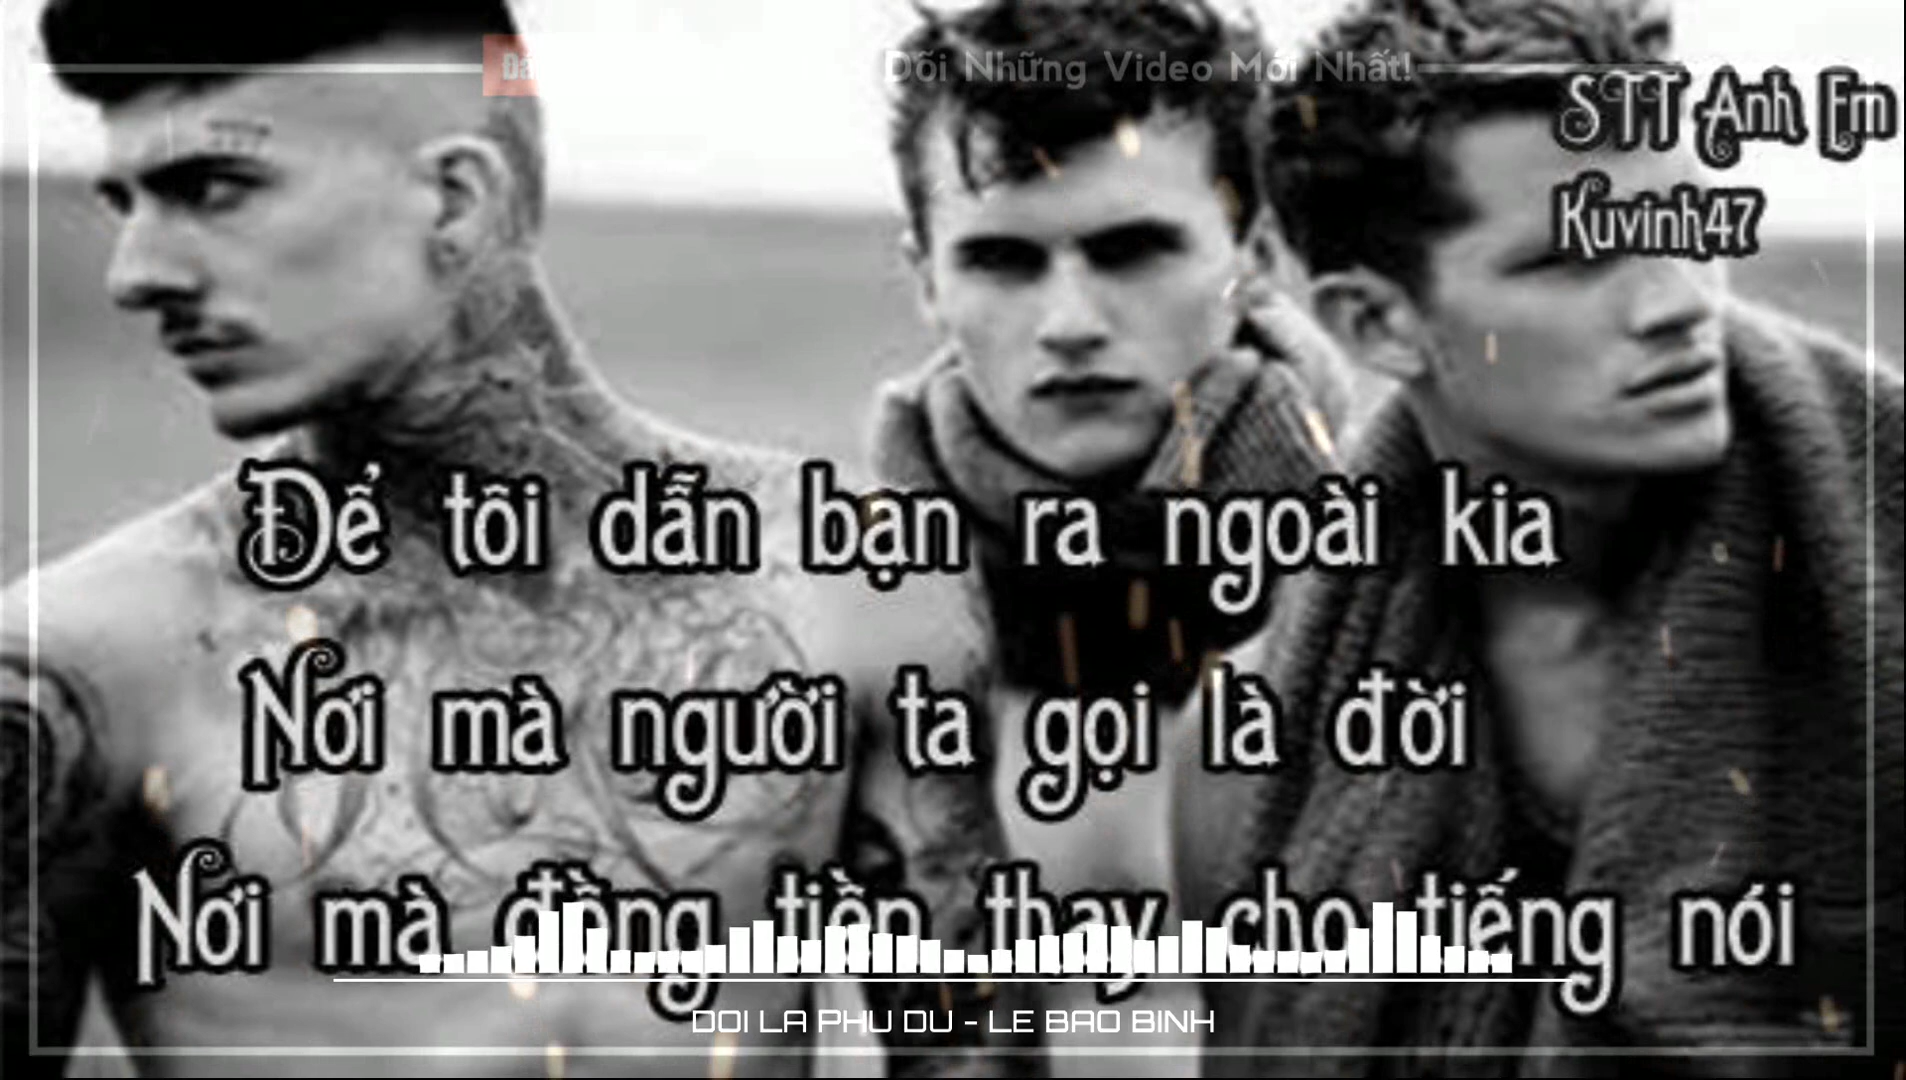 Dõi Những Video Mới Nhất!
STT Anh Em
Kuvinh47
Để tôi dẫn bạn ra ngoài kia
Nơi mà người ta gọi là đời
Nơi mà đồng tiền thay cho tiếng nói
DOI LA PHU DU - LE BAO BINH